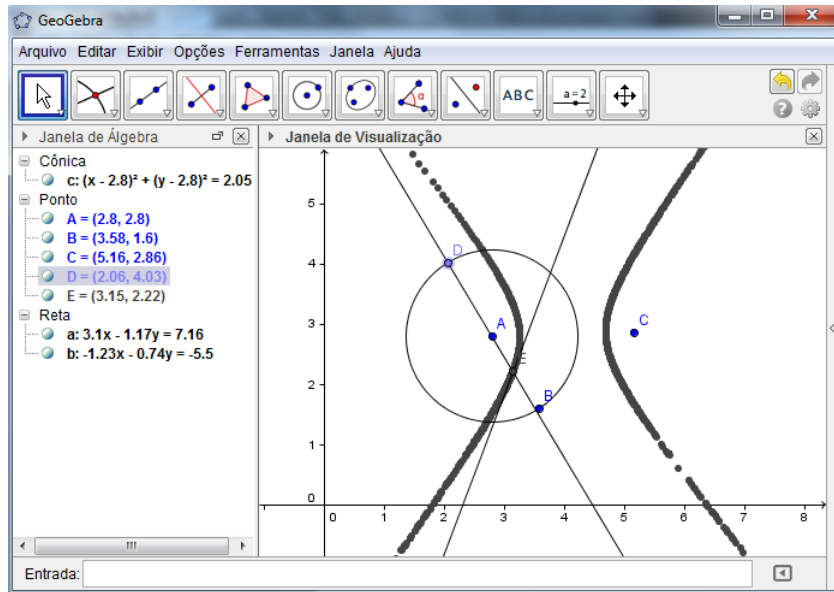 GeoGebra
Arquivo Editar Exibir Opções Ferramentas Janela Ajuda
α
ABC
a=2
Janela de Álgebra
Janela de Visualização
Cônica
c: (x - 2.8)² + (y - 2.8)² = 2.05
Ponto
A = (2.8, 2.8)
B = (3.58, 1.6)
C = (5.16, 2.86)
D = (2.06, 4.03)
E = (3.15, 2.22)
Reta
a: 3.1x - 1.17y = 7.16
b: -1.23x - 0.74y = -5.5
5
4
3
2
1
0
0 1 2 3 4 5 6 7 8
D
A
C
E
B
Entrada: